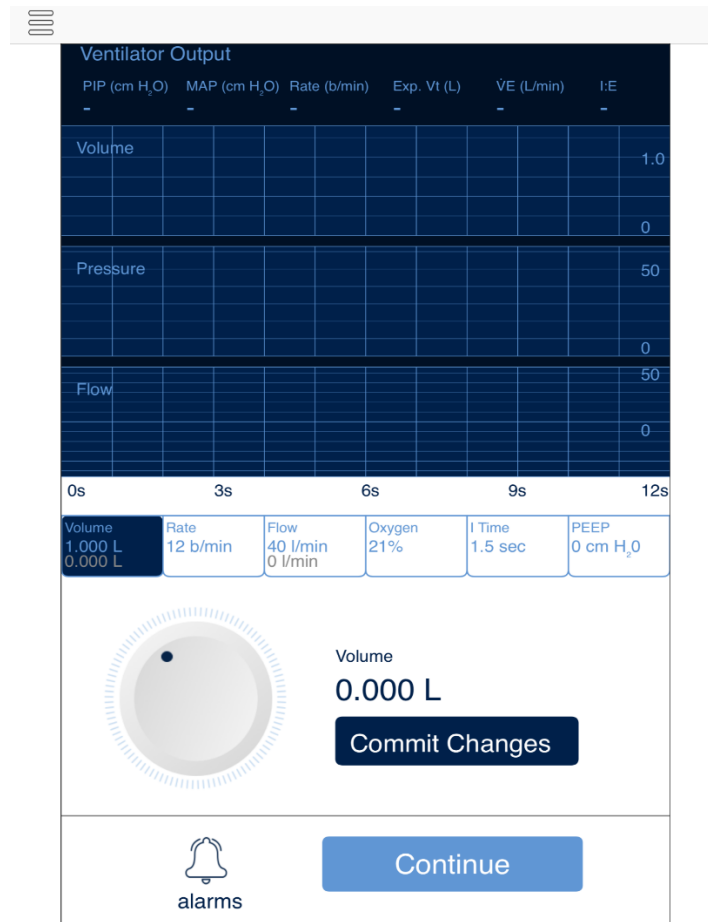 Ventilator Output
PIP (cm H₂O) MAP (cm H₂O) Rate (b/min) Exp. Vt (L) V̇E (L/min) I:E
- - - - - -
Volume
1.0
0
Pressure
50
0
50
Flow
0
0s 3s 6s 9s 12s
Volume Rate Flow Oxygen I Time PEEP
1.000 L 12 b/min 40 l/min 21% 1.5 sec 0 cm H₂0
0.000 L 0 l/min
Volume
0.000 L
Commit Changes
Continue
alarms